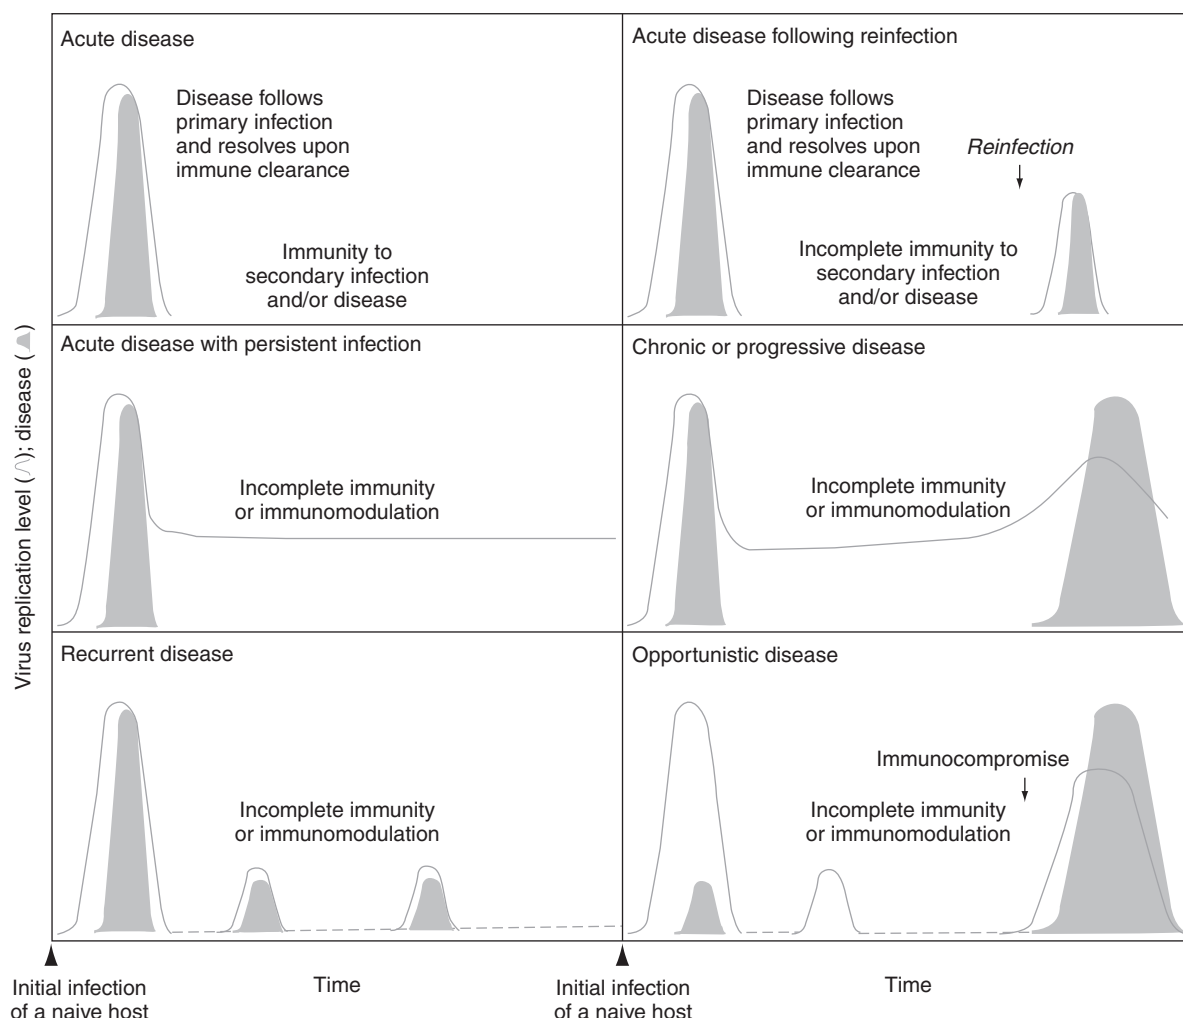 Acute disease
Disease follows
primary infection
and resolves upon
immune clearance
Immunity to
secondary infection
and/or disease
Acute disease following reinfection
Disease follows
primary infection
and resolves upon
immune clearance
Reinfection
Incomplete immunity to
secondary infection
and/or disease
Virus replication level ( ); disease ( )
Acute disease with persistent infection
Incomplete immunity
or immunomodulation
Chronic or progressive disease
Incomplete immunity
or immunomodulation
Recurrent disease
Incomplete immunity
or immunomodulation
Opportunistic disease
Immunocompromise
Incomplete immunity
or immunomodulation
Initial infection
of a naive host
Time
Initial infection
of a naive host
Time